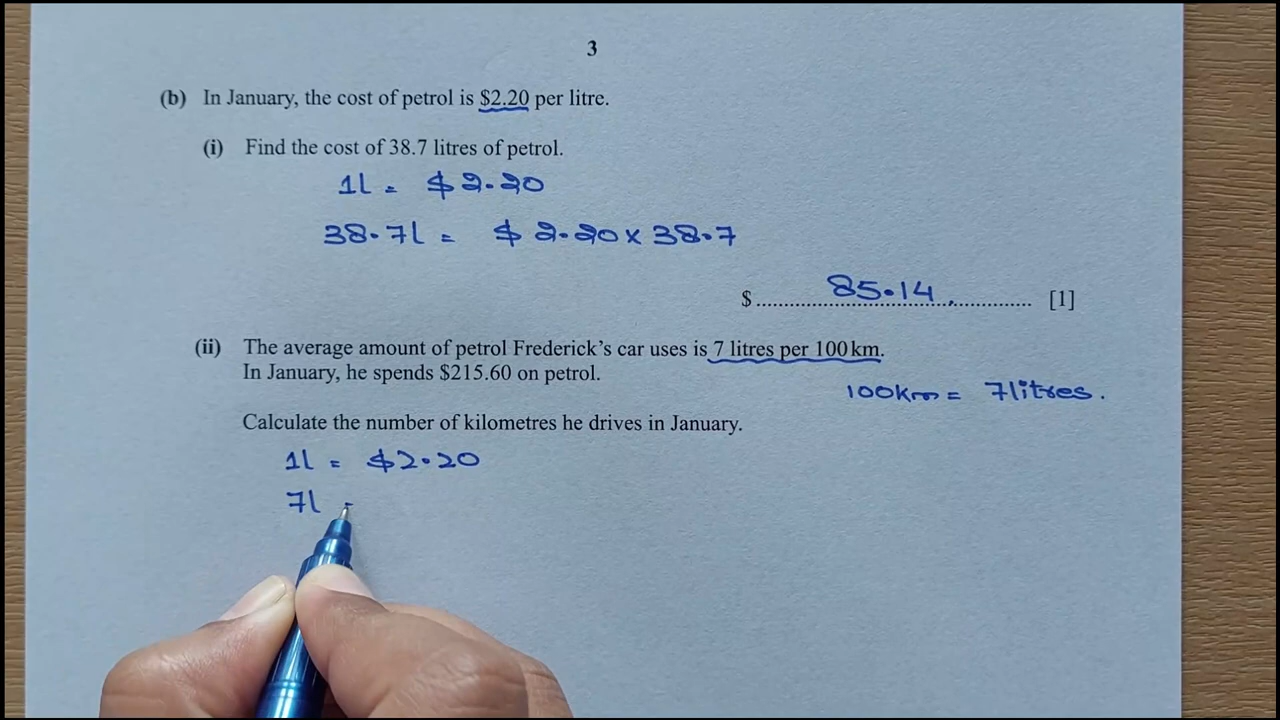 3
(b) In January, the cost of petrol is $2.20 per litre.
(i) Find the cost of 38.7 litres of petrol.
1l = $2.20
38.7l = $2.20 x 38.7
$ 85.14 [1]
(ii) The average amount of petrol Frederick's car uses is 7 litres per 100 km.
In January, he spends $215.60 on petrol.
100km = 7litres.
Calculate the number of kilometres he drives in January.
1l = $2.20
7l =